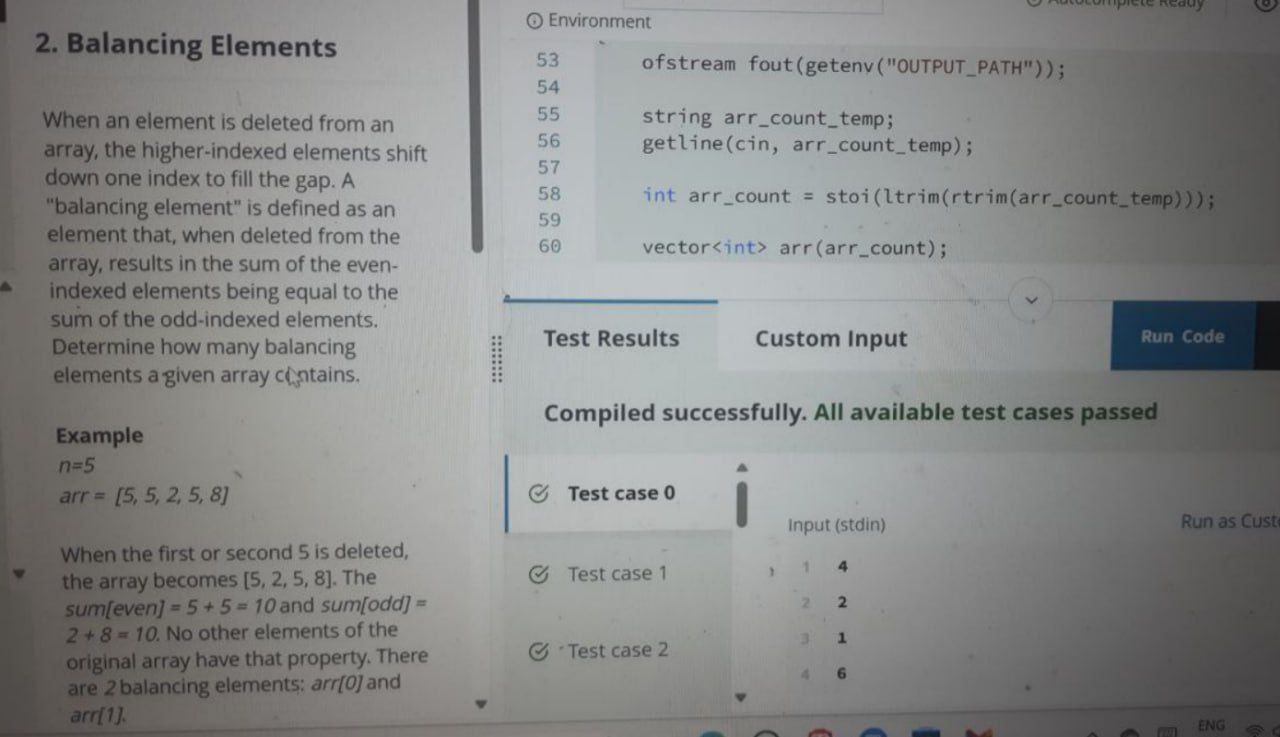 2. Balancing Elements
When an element is deleted from an
array, the higher-indexed elements shift
down one index to fill the gap. A
"balancing element" is defined as an
element that, when deleted from the
array, results in the sum of the even-
indexed elements being equal to the
sum of the odd-indexed elements.
Determine how many balancing
elements a given array contains.
Example
n=5
arr = [5, 5, 2, 5, 8]
When the first or second 5 is deleted,
the array becomes [5, 2, 5, 8]. The
sum[even] = 5 + 5 = 10 and sum[odd] =
2 + 8 = 10. No other elements of the
original array have that property. There
are 2 balancing elements: arr[0] and
arr[1].
Autocomplete Ready
Environment
53 ofstream fout(getenv("OUTPUT_PATH"));
54
55 string arr_count_temp;
56 getline(cin, arr_count_temp);
57
58 int arr_count = stoi(ltrim(rtrim(arr_count_temp)));
59
60 vector<int> arr(arr_count);
Test Results
Custom Input
Run Code
Compiled successfully. All available test cases passed
Test case 0
Test case 1
Test case 2
Input (stdin)
Run as Cust
1 4
2 2
3 1
4 6
ENG